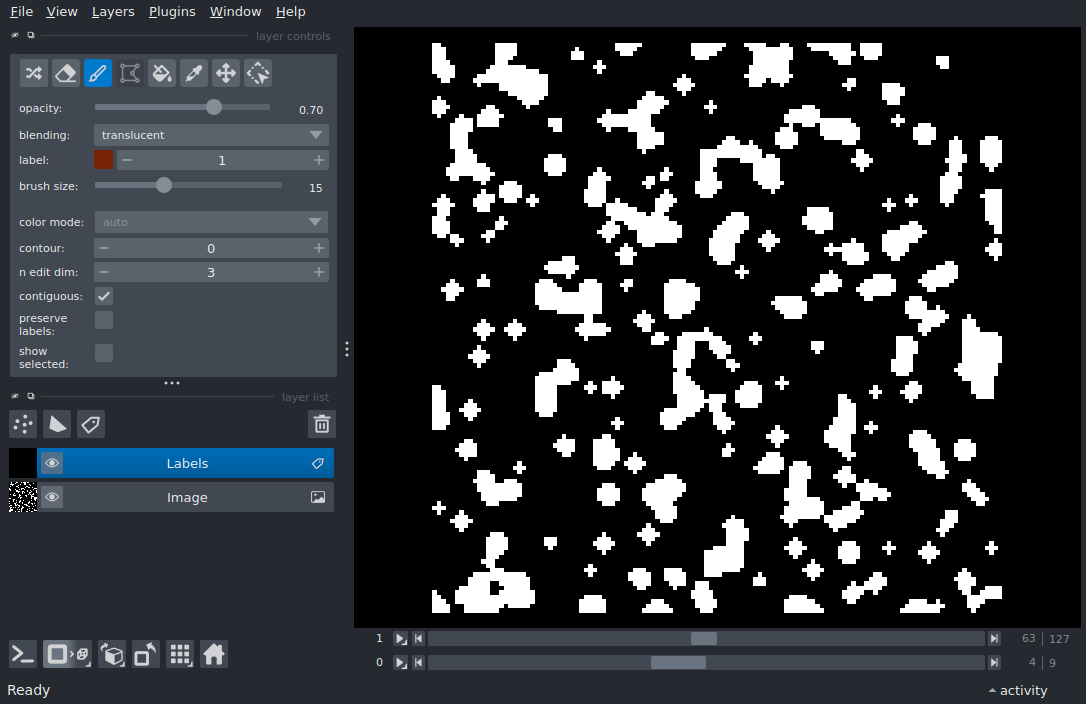 File View Layers Plugins Window Help
layer controls
opacity: 0.70
blending: translucent
label: 1
brush size: 15
color mode: auto
contour: 0
n edit dim: 3
contiguous:
preserve
labels:
show
selected:
layer list
Labels
Image
1 63 127
0 4 9
Ready activity